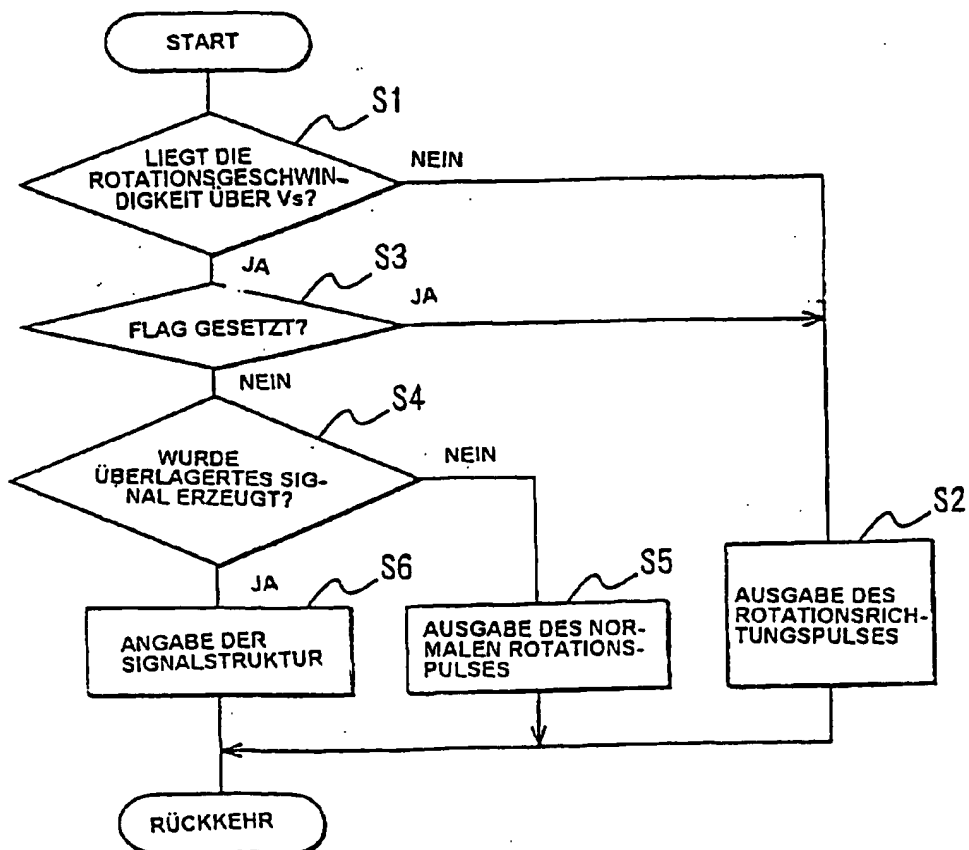 START
S1
LIEGT DIE
ROTATIONSGESCHWIN-
DIGKEIT ÜBER Vs?
NEIN
JA
S3
FLAG GESETZT?
JA
NEIN
S4
WURDE
ÜBERLAGERTES SIG-
NAL ERZEUGT?
NEIN
JA
S6
ANGABE DER
SIGNALSTRUKTUR
S5
AUSGABE DES NOR-
MALEN ROTATIONS-
PULSES
S2
AUSGABE DES
ROTATIONSRICH-
TUNGSPULSES
RÜCKKEHR